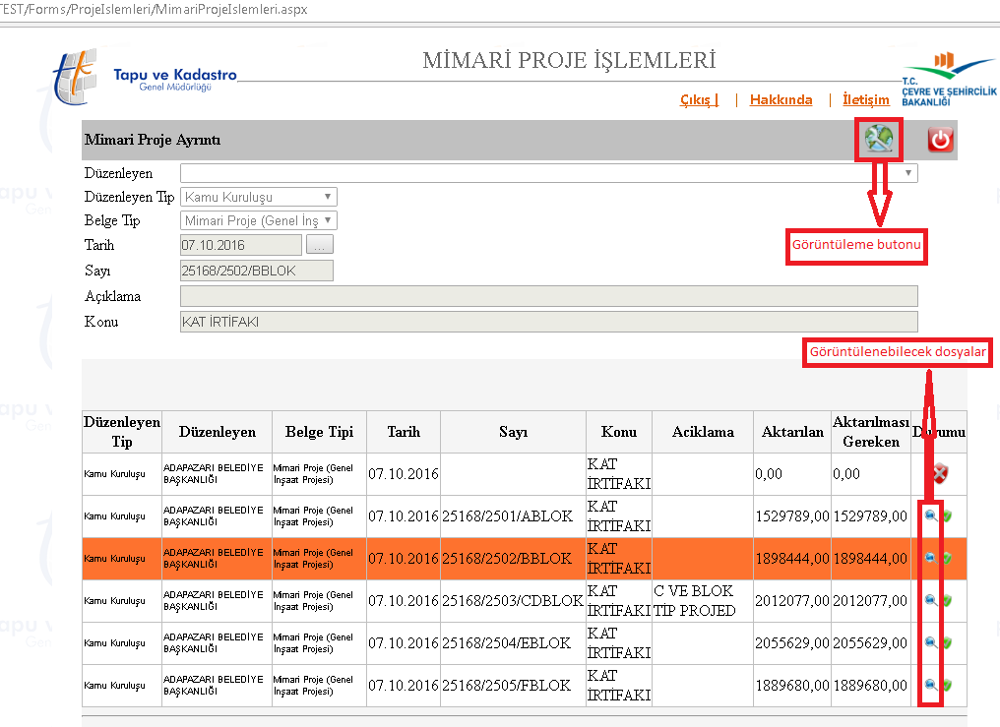 TEST/Forms/ProjeIslemleri/MimariProjeIslemleri.aspx
MİMARİ PROJE İŞLEMLERİ
Tapu ve Kadastro
Genel Müdürlüğü
T.C.
ÇEVRE VE ŞEHİRCİLİK
BAKANLIĞI
Çıkış | | Hakkında | İletişim
Mimari Proje Ayrıntı
Düzenleyen
Düzenleyen Tip Kamu Kuruluşu
Belge Tip Mimari Proje (Genel İnş
Tarih 07.10.2016 ...
Görüntüleme butonu
Sayı 25168/2502/BBLOK
Açıklama
Konu KAT İRTİFAKI
Görüntülenebilecek dosyalar
Düzenleyen Tip Düzenleyen Belge Tipi Tarih Sayı Konu Aciklama Aktarılan Aktarılması Gereken Durumu
Kamu Kuruluşu ADAPAZARI BELEDİYE BAŞKANLIĞI Mimari Proje (Genel İnşaat Projesi) 07.10.2016 KAT İRTİFAKI 0,00 0,00
Kamu Kuruluşu ADAPAZARI BELEDİYE BAŞKANLIĞI Mimari Proje (Genel İnşaat Projesi) 07.10.2016 25168/2501/ABLOK KAT İRTİFAKI 1529789,00 1529789,00
Kamu Kuruluşu ADAPAZARI BELEDİYE BAŞKANLIĞI Mimari Proje (Genel İnşaat Projesi) 07.10.2016 25168/2502/BBLOK KAT İRTİFAKI 1898444,00 1898444,00
Kamu Kuruluşu ADAPAZARI BELEDİYE BAŞKANLIĞI Mimari Proje (Genel İnşaat Projesi) 07.10.2016 25168/2503/CDBLOK KAT İRTİFAKI C VE BLOK TİP PROJED 2012077,00 2012077,00
Kamu Kuruluşu ADAPAZARI BELEDİYE BAŞKANLIĞI Mimari Proje (Genel İnşaat Projesi) 07.10.2016 25168/2504/EBLOK KAT İRTİFAKI 2055629,00 2055629,00
Kamu Kuruluşu ADAPAZARI BELEDİYE BAŞKANLIĞI Mimari Proje (Genel İnşaat Projesi) 07.10.2016 25168/2505/FBLOK KAT İRTİFAKI 1889680,00 1889680,00